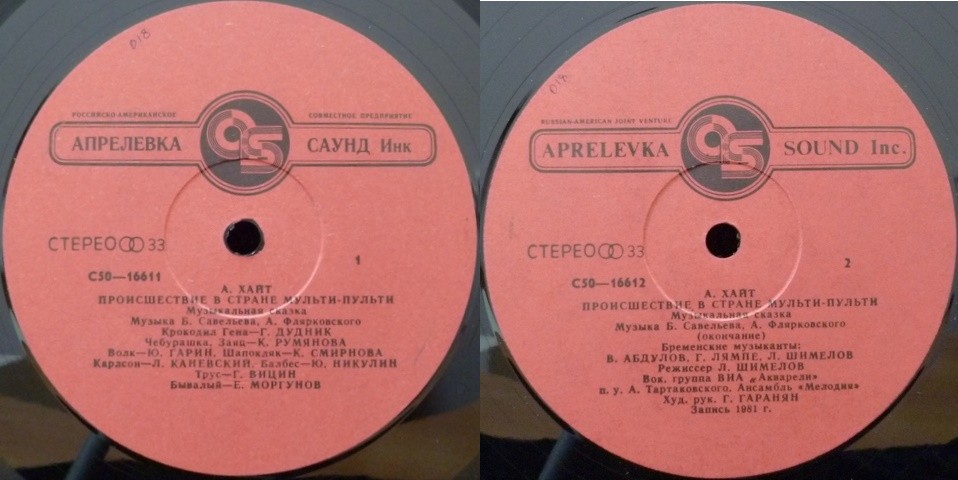 018
РОССИЙСКО-АМЕРИКАНСКОЕ СОВМЕСТНОЕ ПРЕДПРИЯТИЕ
АПРЕЛЕВКА САУНД Инк
СТЕРЕО 33
1
С50—16611
А. ХАЙТ
ПРОИСШЕСТВИЕ В СТРАНЕ МУЛЬТИ-ПУЛЬТИ
Музыкальная сказка
Музыка Б. Савельева, А. Флярковского
Крокодил Гена—Г. ДУДНИК
Чебурашка, Заяц—К. РУМЯНОВА
Волк—Ю. ГАРИН, Шапокляк—К. СМИРНОВА
Карлсон—Л. КАНЕВСКИЙ, Балбес—Ю. НИКУЛИН
Трус—Г. ВИЦИН
Бывалый—Е. МОРГУНОВ
018
RUSSIAN-AMERICAN JOINT VENTURE
APRELEVKA SOUND Inc.
СТЕРЕО 33
2
С50—16612
А. ХАЙТ
ПРОИСШЕСТВИЕ В СТРАНЕ МУЛЬТИ-ПУЛЬТИ
Музыкальная сказка
Музыка Б. Савельева, А. Флярковского
(окончание)
Бременские музыканты:
В. АБДУЛОВ, Г. ЛЯМПЕ, Л. ШИМЕЛОВ
Режиссер Л. ШИМЕЛОВ
Вок. группа ВИА „Акварели"
п. у. А. Тартаковского, Ансамбль «Мелодия»
Худ. рук. Г. ГАРАНЯН
Запись 1981 г.